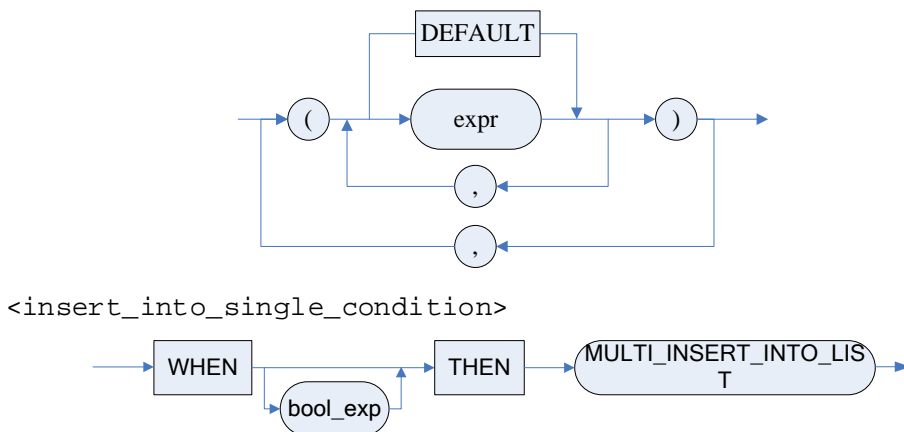 DEFAULT
( expr )
,
,
<insert_into_single_condition>
WHEN THEN MULTI_INSERT_INTO_LIS
T
bool_exp